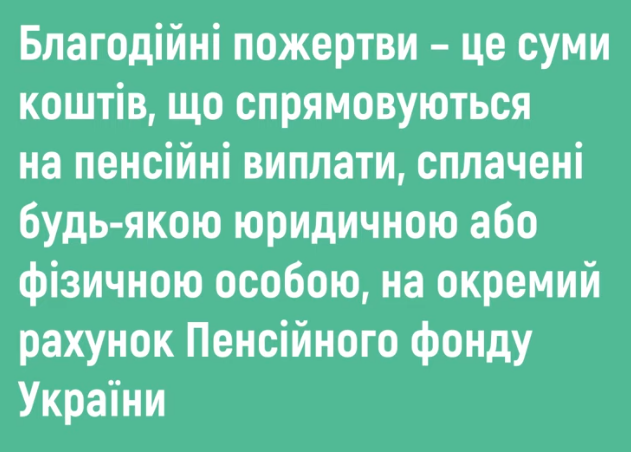 Благодійні пожертви – це суми
коштів, що спрямовуються
на пенсійні виплати, сплачені
будь-якою юридичною або
фізичною особою, на окремий
рахунок Пенсійного фонду
України